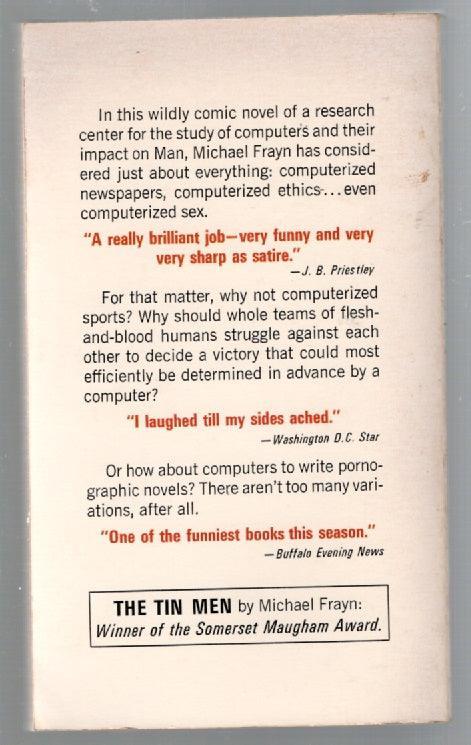 In this wildly comic novel of a research
center for the study of computers and their
impact on Man, Michael Frayn has consid-
ered just about everything: computerized
newspapers, computerized ethics...even
computerized sex.
"A really brilliant job—very funny and very
very sharp as satire."
—J. B. Priestley
For that matter, why not computerized
sports? Why should whole teams of flesh-
and-blood humans struggle against each
other to decide a victory that could most
efficiently be determined in advance by a
computer?
"I laughed till my sides ached."
—Washington D.C. Star
Or how about computers to write porno-
graphic novels? There aren't too many vari-
ations, after all.
"One of the funniest books this season."
—Buffalo Evening News
THE TIN MEN by Michael Frayn:
Winner of the Somerset Maugham Award.